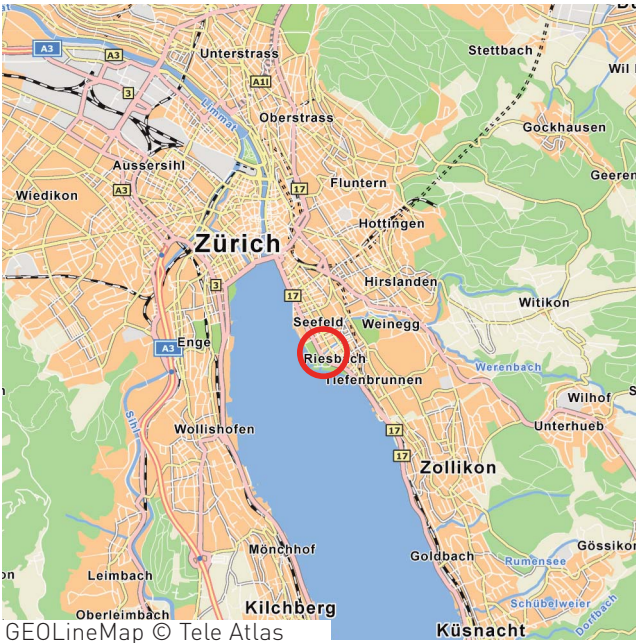 A3
3
Unterstrass
A1l
Stettbach
Limmat
Oberstrass
Gockhausen
Aussersihl
Geeren
A3
17
Fluntern
Wiedikon
Hottingen
Zürich
3
17
Hirslanden
Witikon
Seefeld
Weinegg
A3
Enge
Riesbach
Tiefenbrunnen
Werenbach
Wilhof
Sihl
Wollishofen
17
Unterhueb
17
Zollikon
Mönchhof
Goldbach
Rumensee
Gössikon
Leimbach
Schübelweier
Kilchberg
Oberleimbach
Küsnacht
Dorfbach
GEOLineMap © Tele Atlas